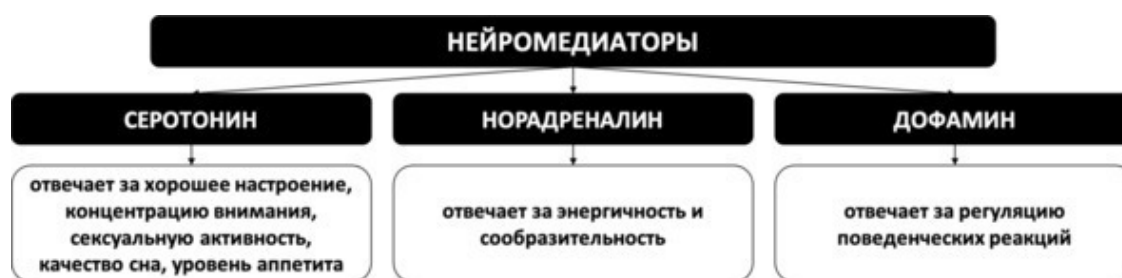 НЕЙРОМЕДИАТОРЫ
СЕРОТОНИН
НОРАДРЕНАЛИН
ДОФАМИН
отвечает за хорошее настроение,
концентрацию внимания,
сексуальную активность,
качество сна, уровень аппетита
отвечает за энергичность и
сообразительность
отвечает за регуляцию
поведенческих реакций